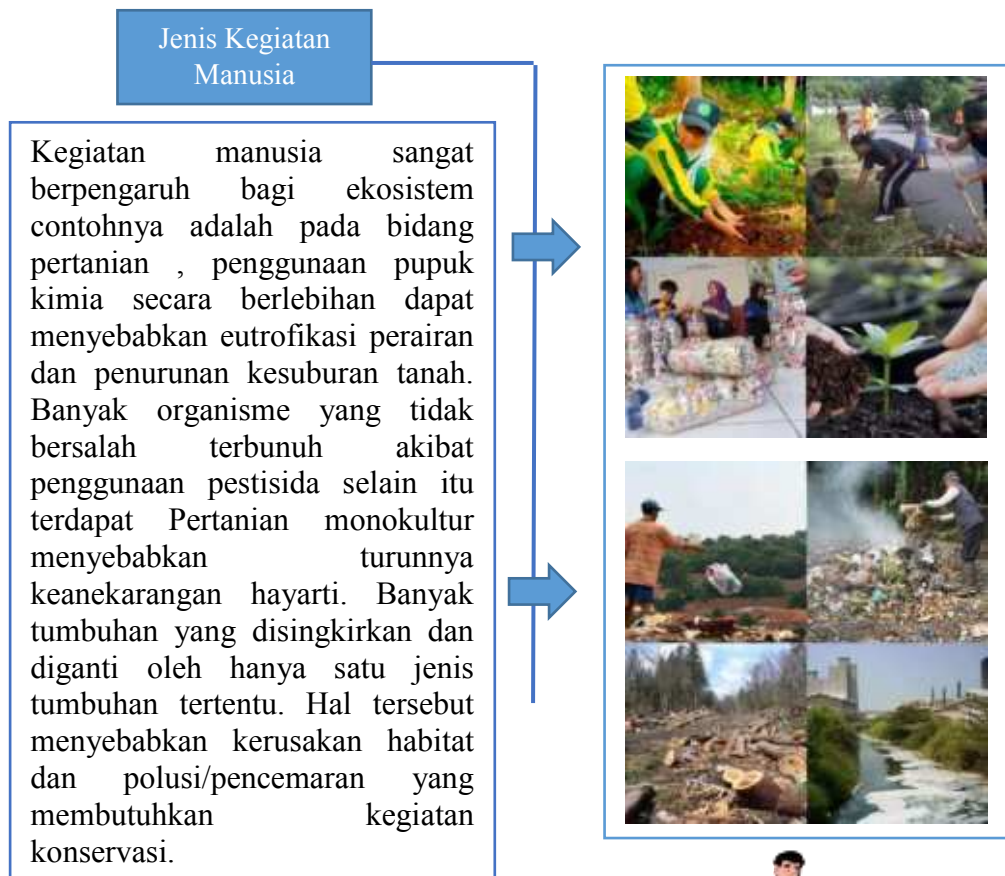 Jenis Kegiatan
Manusia
Kegiatan manusia sangat
berpengaruh bagi ekosistem
contohnya adalah pada bidang
pertanian , penggunaan pupuk
kimia secara berlebihan dapat
menyebabkan eutrofikasi perairan
dan penurunan kesuburan tanah.
Banyak organisme yang tidak
bersalah terbunuh akibat
penggunaan pestisida selain itu
terdapat Pertanian monokultur
menyebabkan turunnya
keanekarangan hayarti. Banyak
tumbuhan yang disingkirkan dan
diganti oleh hanya satu jenis
tumbuhan tertentu. Hal tersebut
menyebabkan kerusakan habitat
dan polusi/pencemaran yang
membutuhkan kegiatan
konservasi.